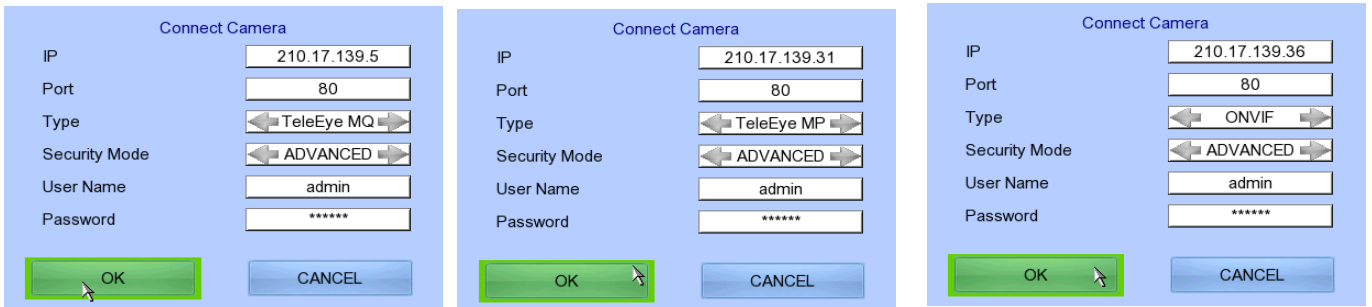 Connect Camera
IP 210.17.139.5
Port 80
Type TeleEye MQ
Security Mode ADVANCED
User Name admin
Password ******
OK CANCEL
Connect Camera
IP 210.17.139.31
Port 80
Type TeleEye MP
Security Mode ADVANCED
User Name admin
Password ******
OK CANCEL
Connect Camera
IP 210.17.139.36
Port 80
Type ONVIF
Security Mode ADVANCED
User Name admin
Password ******
OK CANCEL